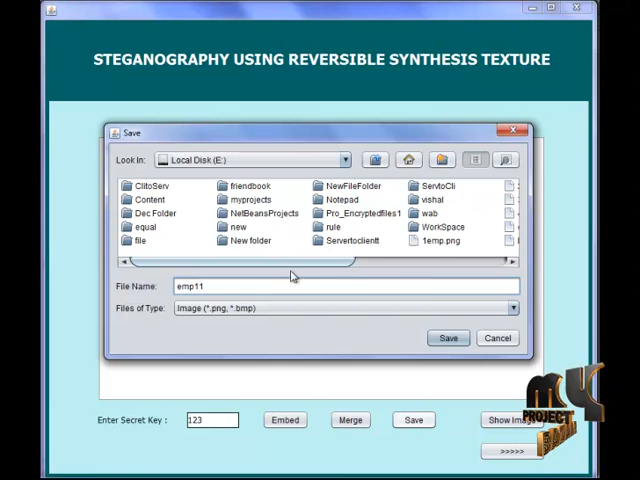 STEGANOGRAPHY USING REVERSIBLE SYNTHESIS TEXTURE
Save
Look In: Local Disk (E:)
ClitoServ friendbook NewFileFolder ServtoCli
Content myprojects Notepad vishal
Dec Folder NetBeansProjects Pro_Encryptedfiles1 wab
equal new rule WorkSpace
file New folder Servertoclientt 1emp.png
File Name: emp11
Files of Type: Image (*.png, *.bmp)
Save Cancel
Enter Secret Key : 123 Embed Merge Save Show Image
>>>>>
PROJECT